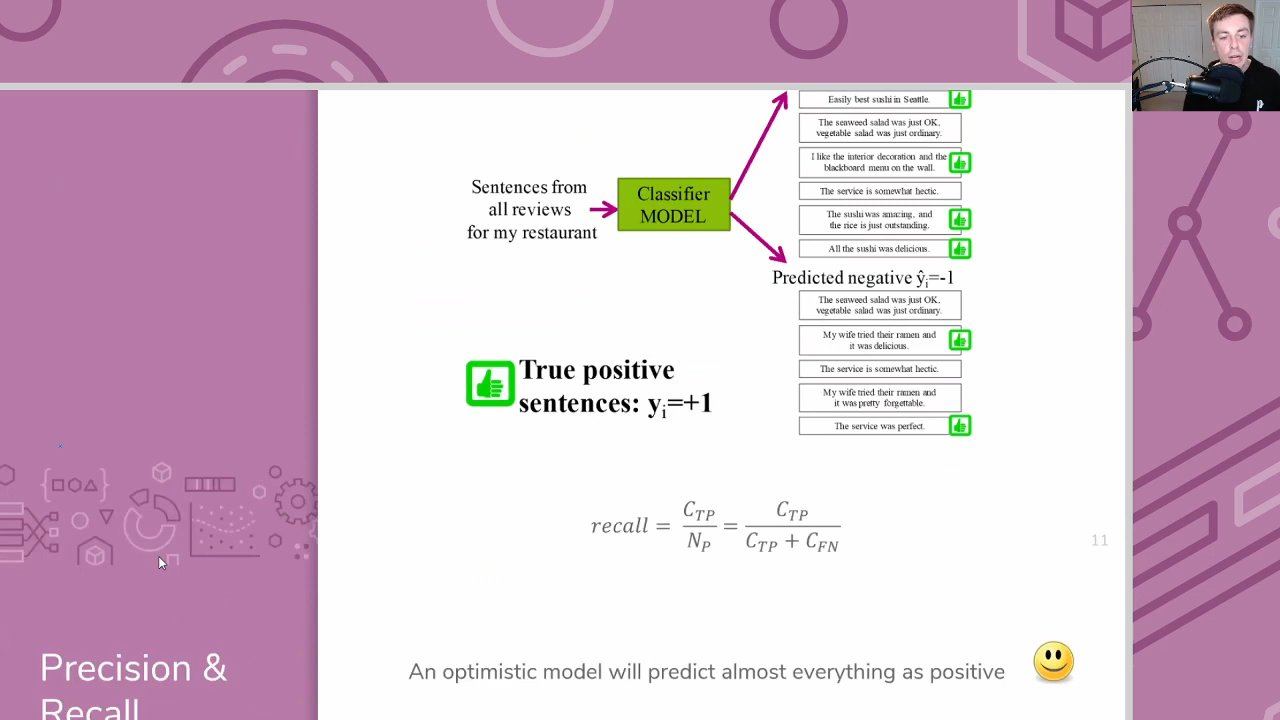 Easily best sushi in Seattle.
The seaweed salad was just OK,
vegetable salad was just ordinary.
I like the interior decoration and the
blackboard menu on the wall.
The service is somewhat hectic.
The sushi was amazing, and
the rice is just outstanding.
All the sushi was delicious.
Sentences from
all reviews
for my restaurant
Classifier
MODEL
Predicted negative ŷᵢ=-1
The seaweed salad was just OK,
vegetable salad was just ordinary.
My wife tried their ramen and
it was delicious.
The service is somewhat hectic.
My wife tried their ramen and
it was pretty forgettable.
The service was perfect.
True positive
sentences: yᵢ=+1
recall = C_TP / N_P = C_TP / (C_TP + C_FN)
11
An optimistic model will predict almost everything as positive
Precision &
Recall